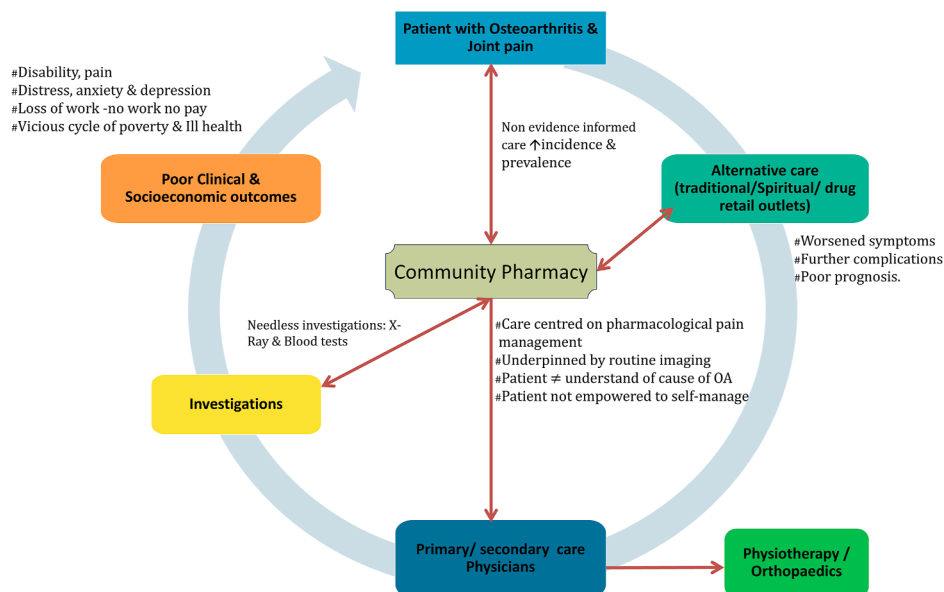 Patient with Osteoarthritis &
Joint pain
#Disability, pain
#Distress, anxiety & depression
#Loss of work -no work no pay
#Vicious cycle of poverty & Ill health
Non evidence informed
care ↑incidence &
prevalence
Poor Clinical &
Socioeconomic outcomes
Alternative care
(traditional/Spiritual/ drug
retail outlets)
#Worsened symptoms
#Further complications
#Poor prognosis.
Community Pharmacy
Needless investigations: X-
Ray & Blood tests
#Care centred on pharmacological pain
management
#Underpinned by routine imaging
#Patient ≠ understand of cause of OA
#Patient not empowered to self-manage
Investigations
Primary/ secondary care
Physicians
Physiotherapy /
Orthopaedics